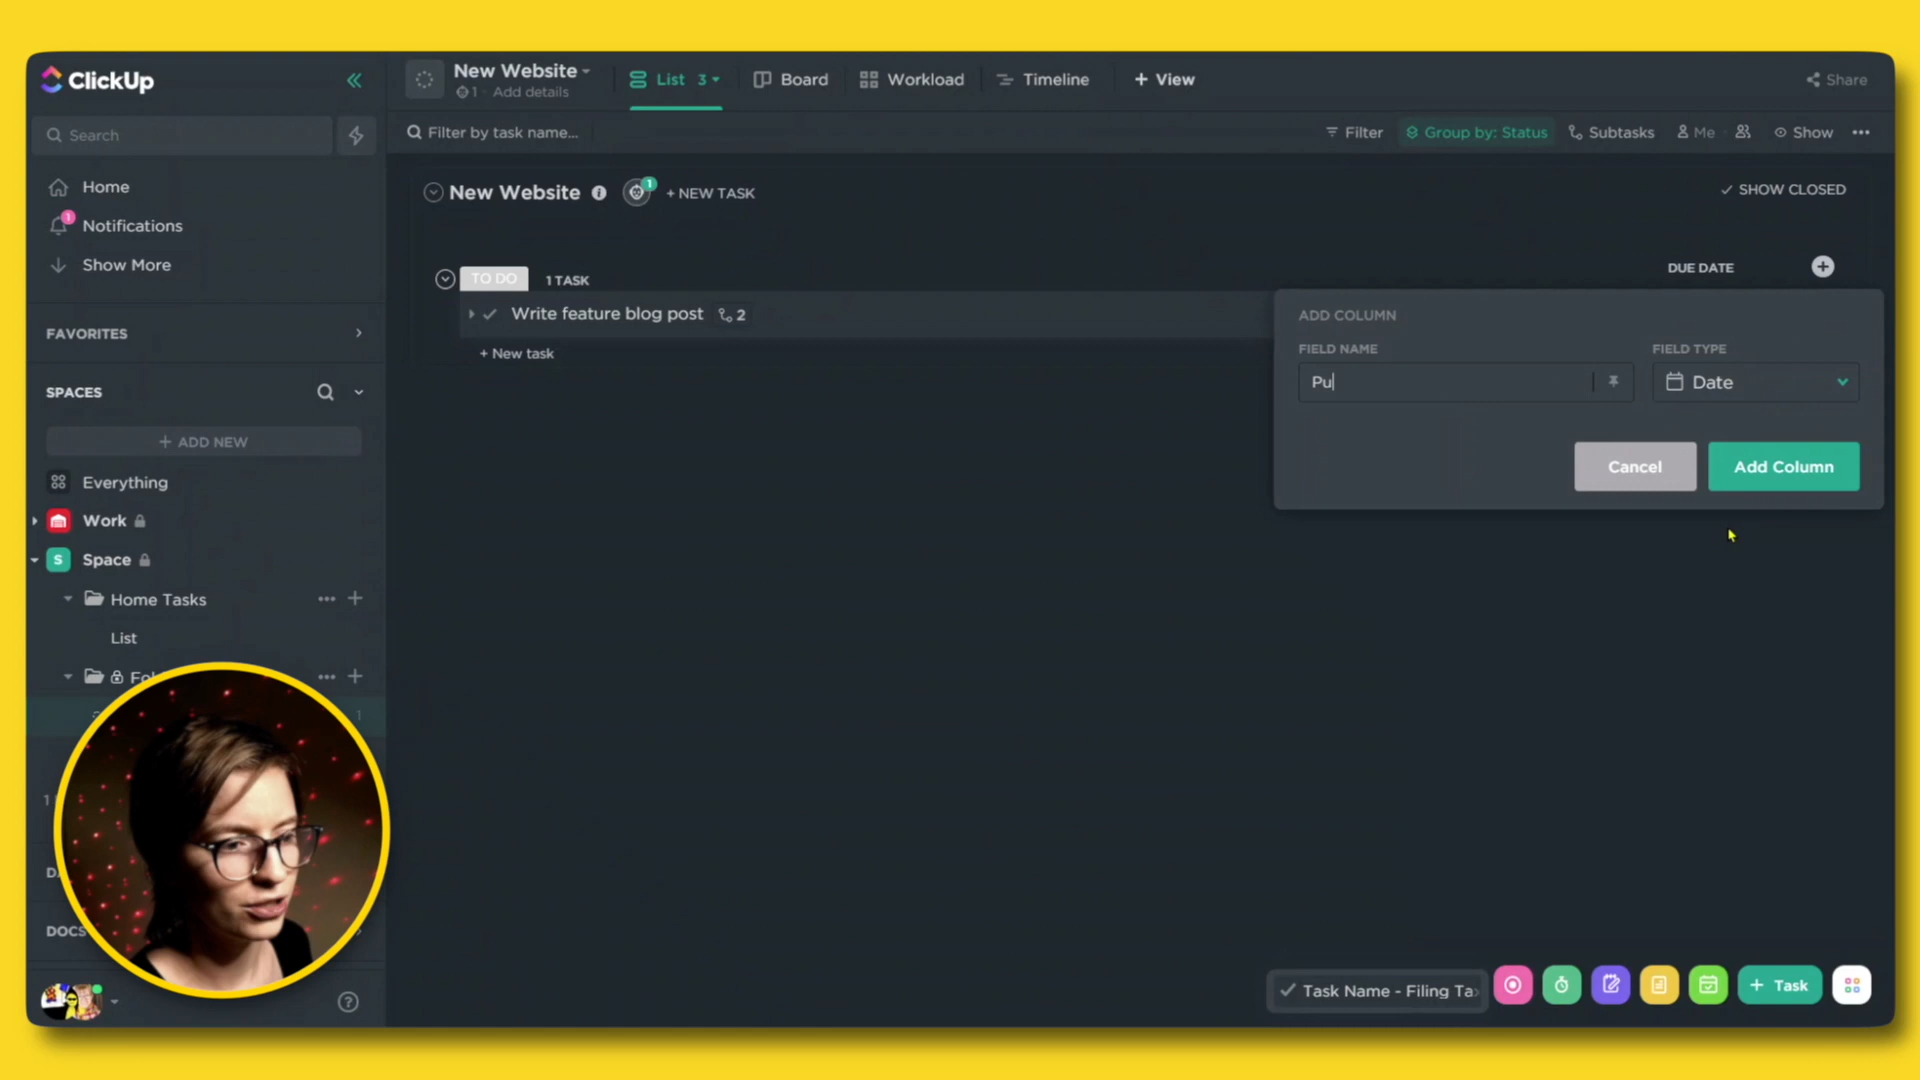 ClickUp
New Website
1 · Add details
List 3
Board
Workload
Timeline
+ View
Share
Search
Filter by task name...
Filter
Group by: Status
Subtasks
Me
Show
Home
1
Notifications
Show More
New Website
1
+ NEW TASK
SHOW CLOSED
TO DO
1 TASK
DUE DATE
Write feature blog post
2
+ New task
ADD COLUMN
FIELD NAME
FIELD TYPE
Pu
Date
Cancel
Add Column
FAVORITES
SPACES
+ ADD NEW
Everything
Work
S
Space
Home Tasks
List
1
DOCS
Task Name - Filing Ta
+ Task